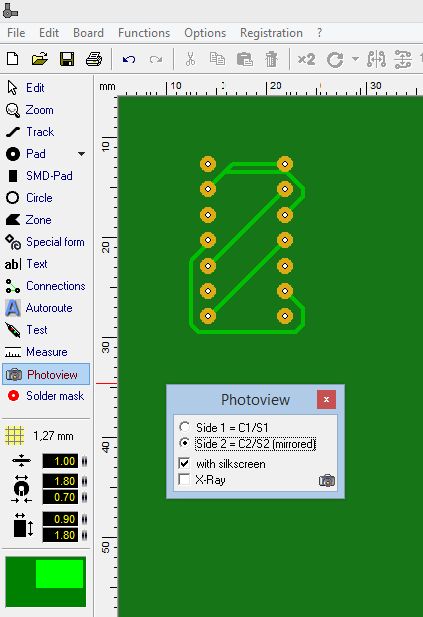 File Edit Board Functions Options Registration ?
×2
mm 10 20 30
Edit
Zoom
Track
Pad
SMD-Pad
Circle
Zone
Special form
ab| Text
Connections
A Autoroute
Test
Measure
Photoview
Solder mask
1,27 mm
1.00
1.80
0.70
0.90
1.80
10
20
30
40
50
Photoview x
Side 1 = C1/S1
Side 2 = C2/S2 (mirrored)
with silkscreen
X-Ray